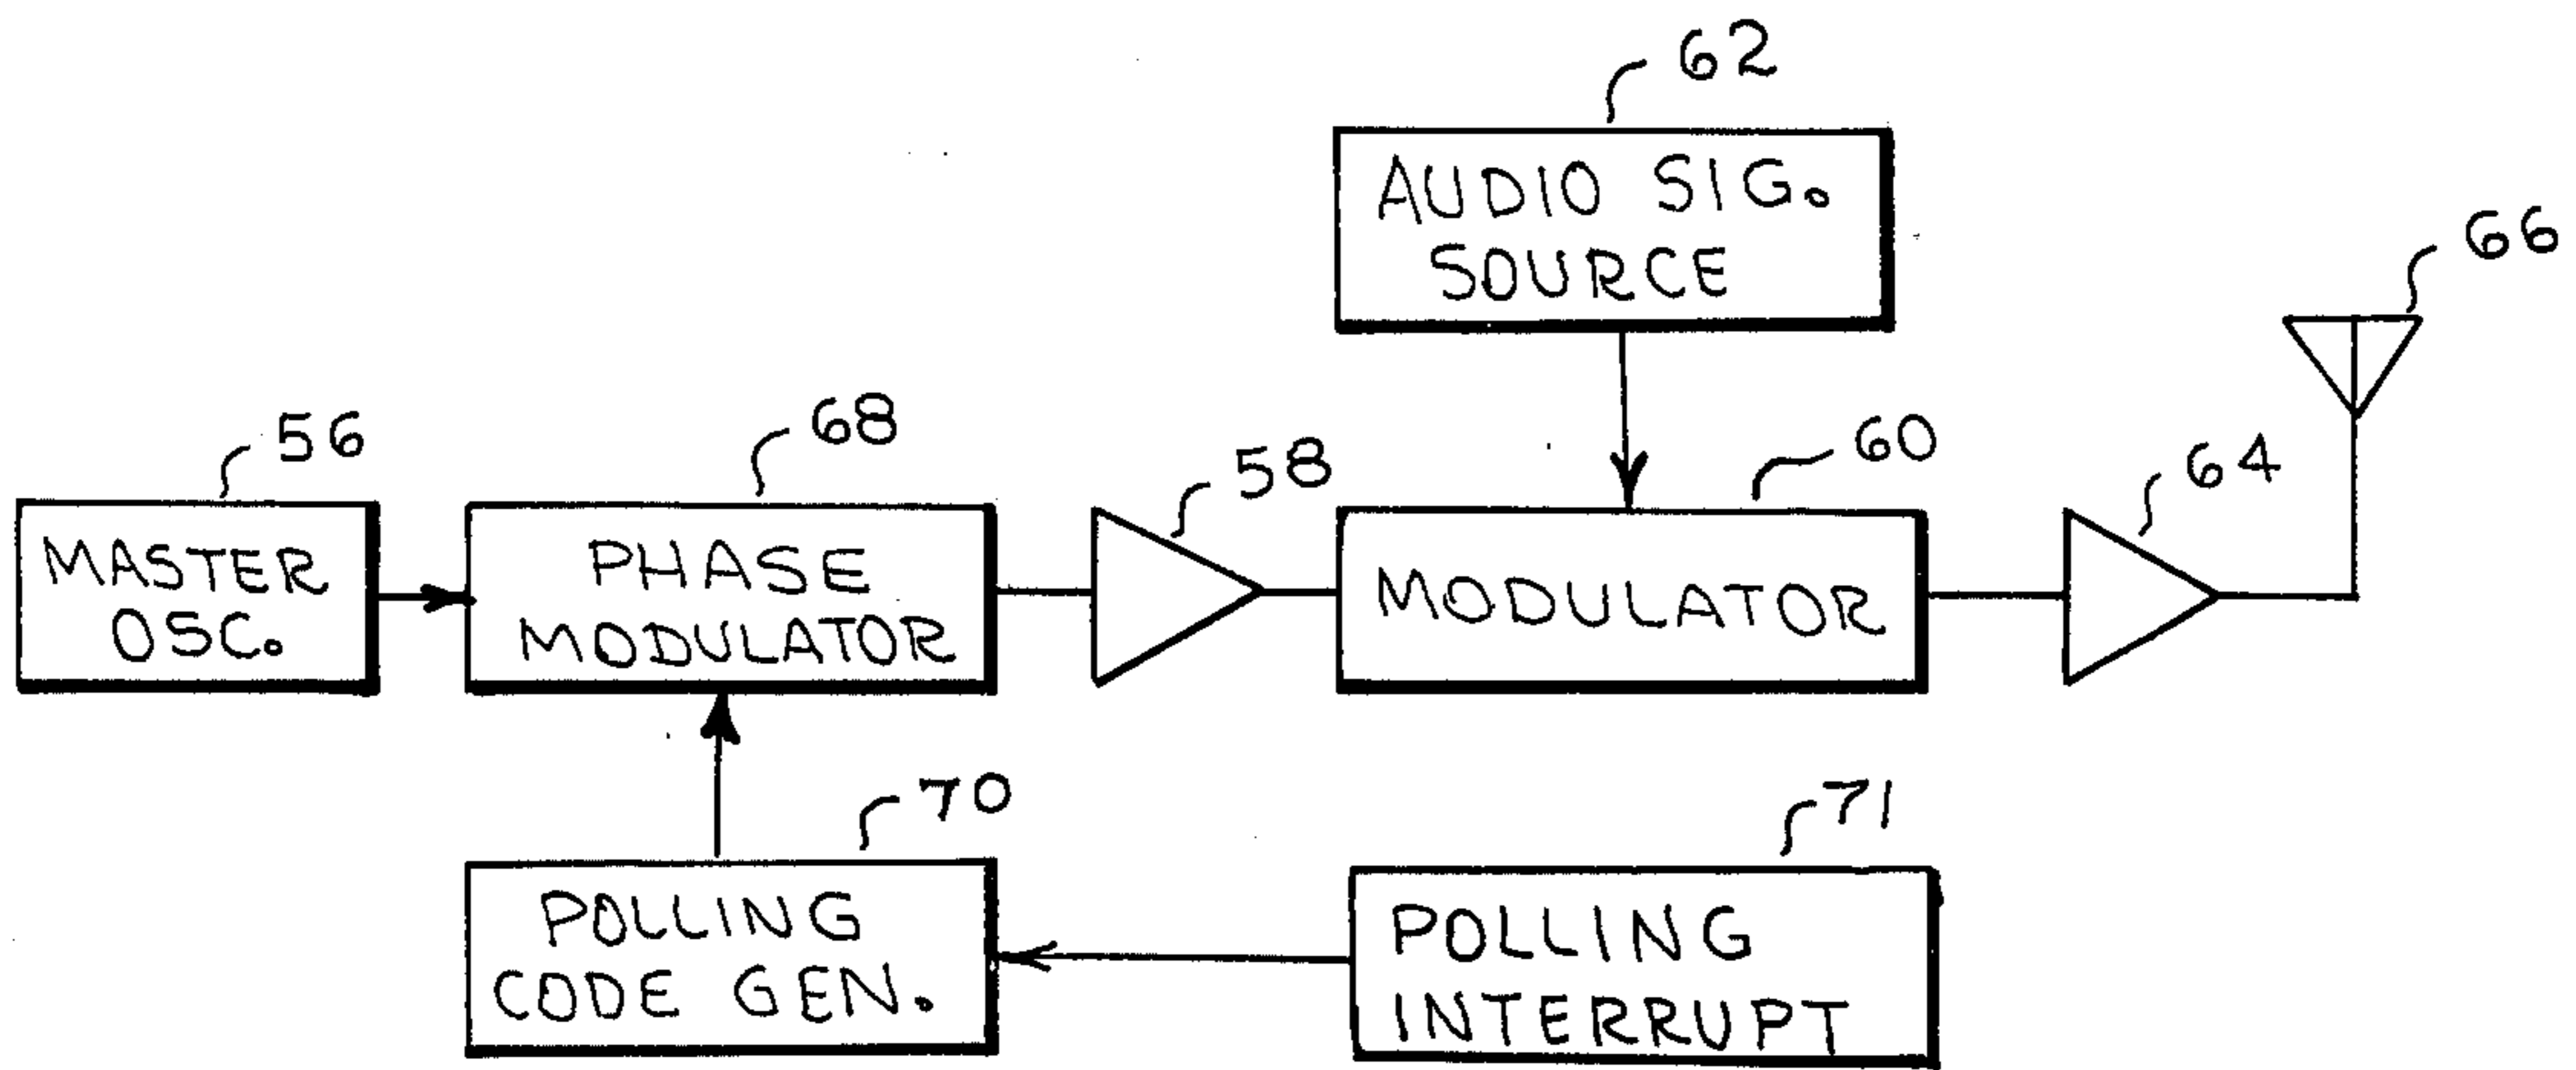 62
AUDIO SIG.
SOURCE
66
56
68
58
60
64
MASTER
OSC.
PHASE
MODULATOR
MODULATOR
70
71
POLLING
CODE GEN.
POLLING
INTERRUPT